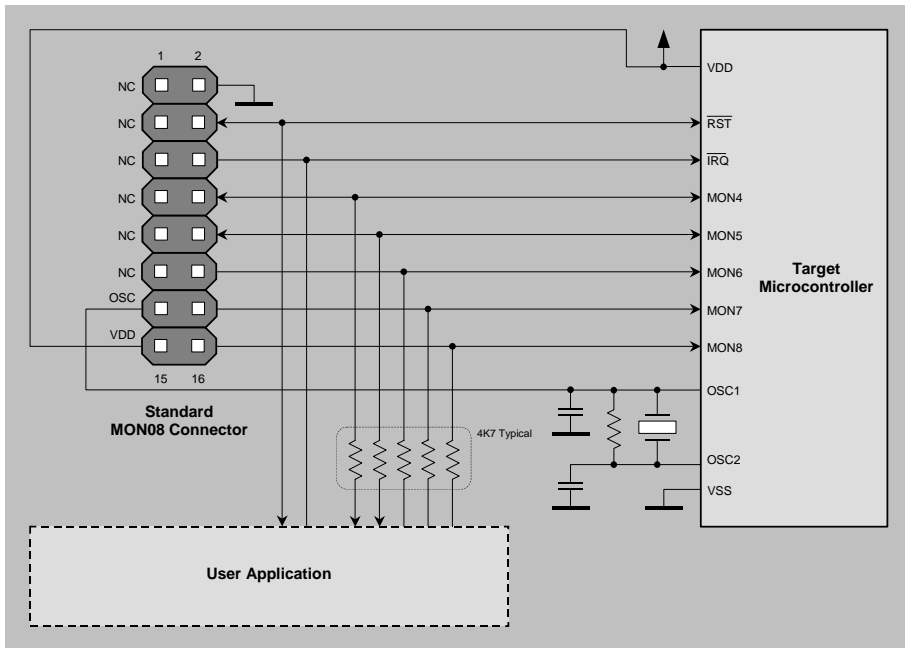 1 2
VDD
NC
NC
RST
NC
IRQ
NC
MON4
NC
MON5
NC
MON6
Target
Microcontroller
OSC
MON7
VDD
MON8
15 16
OSC1
Standard
MON08 Connector
4K7 Typical
OSC2
VSS
User Application